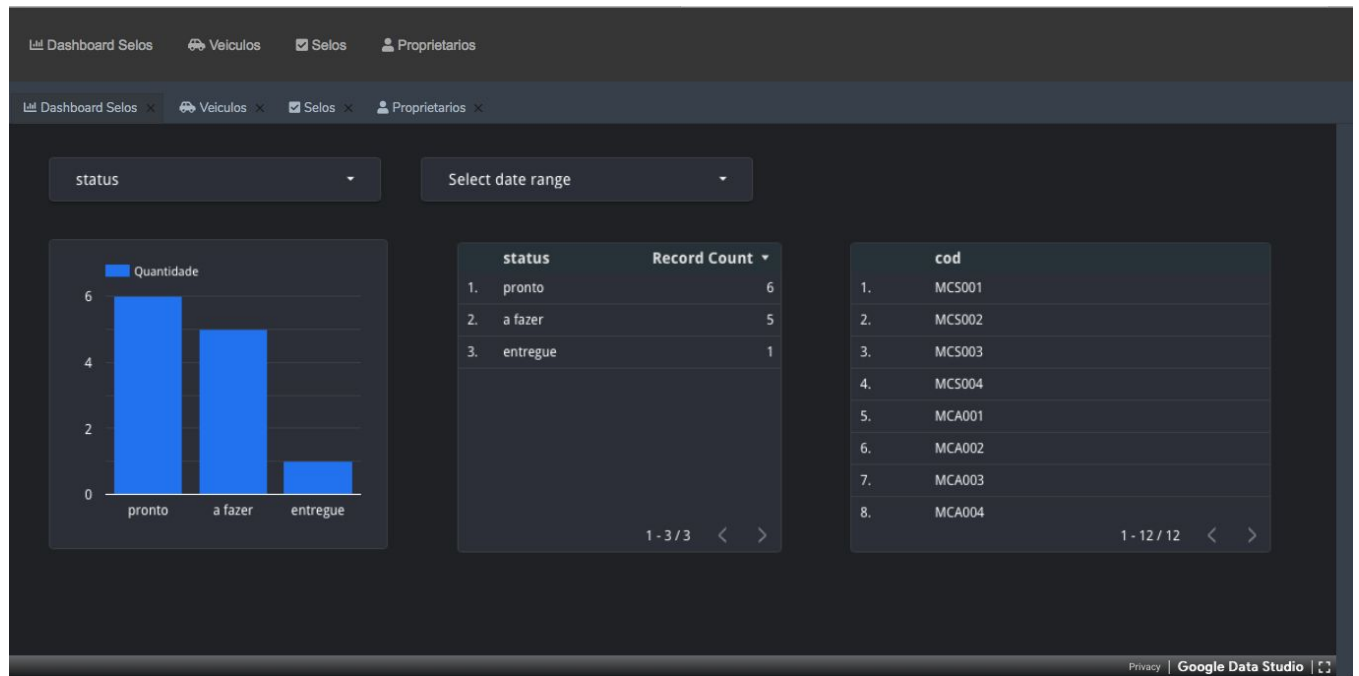 Dashboard Selos Veiculos Selos Proprietarios
Dashboard Selos × Veiculos × Selos × Proprietarios ×
status
Select date range
Quantidade
6
4
2
0
pronto a fazer entregue
status Record Count
1. pronto 6
2. a fazer 5
3. entregue 1
1 - 3 / 3
cod
1. MCS001
2. MCS002
3. MCS003
4. MCS004
5. MCA001
6. MCA002
7. MCA003
8. MCA004
1 - 12 / 12
Privacy | Google Data Studio |